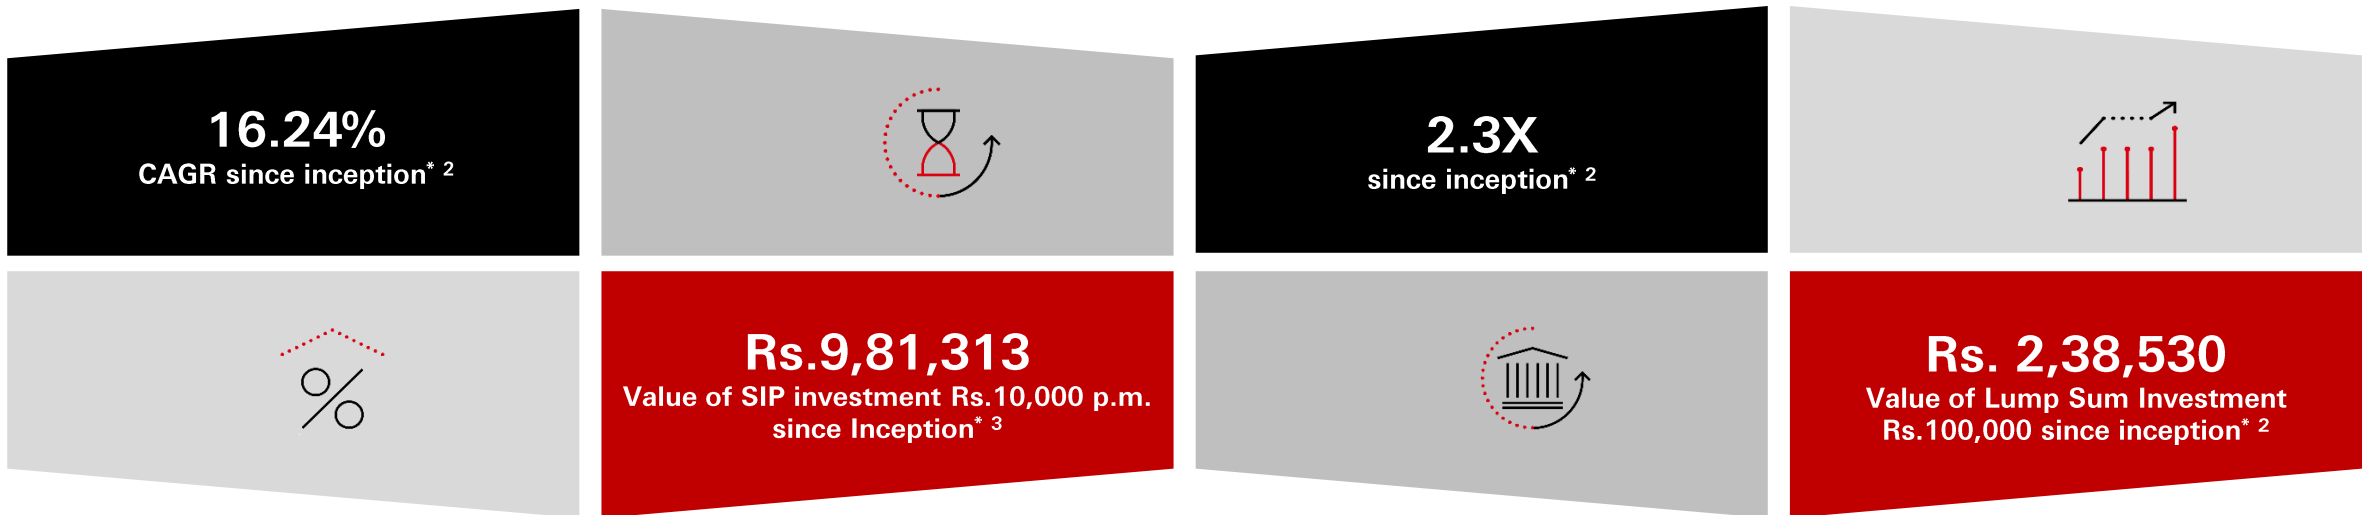 16.24%
CAGR since inception* 2
2.3X
since inception* 2
Rs.9,81,313
Value of SIP investment Rs.10,000 p.m.
since Inception* 3
Rs. 2,38,530
Value of Lump Sum Investment
Rs.100,000 since inception* 2